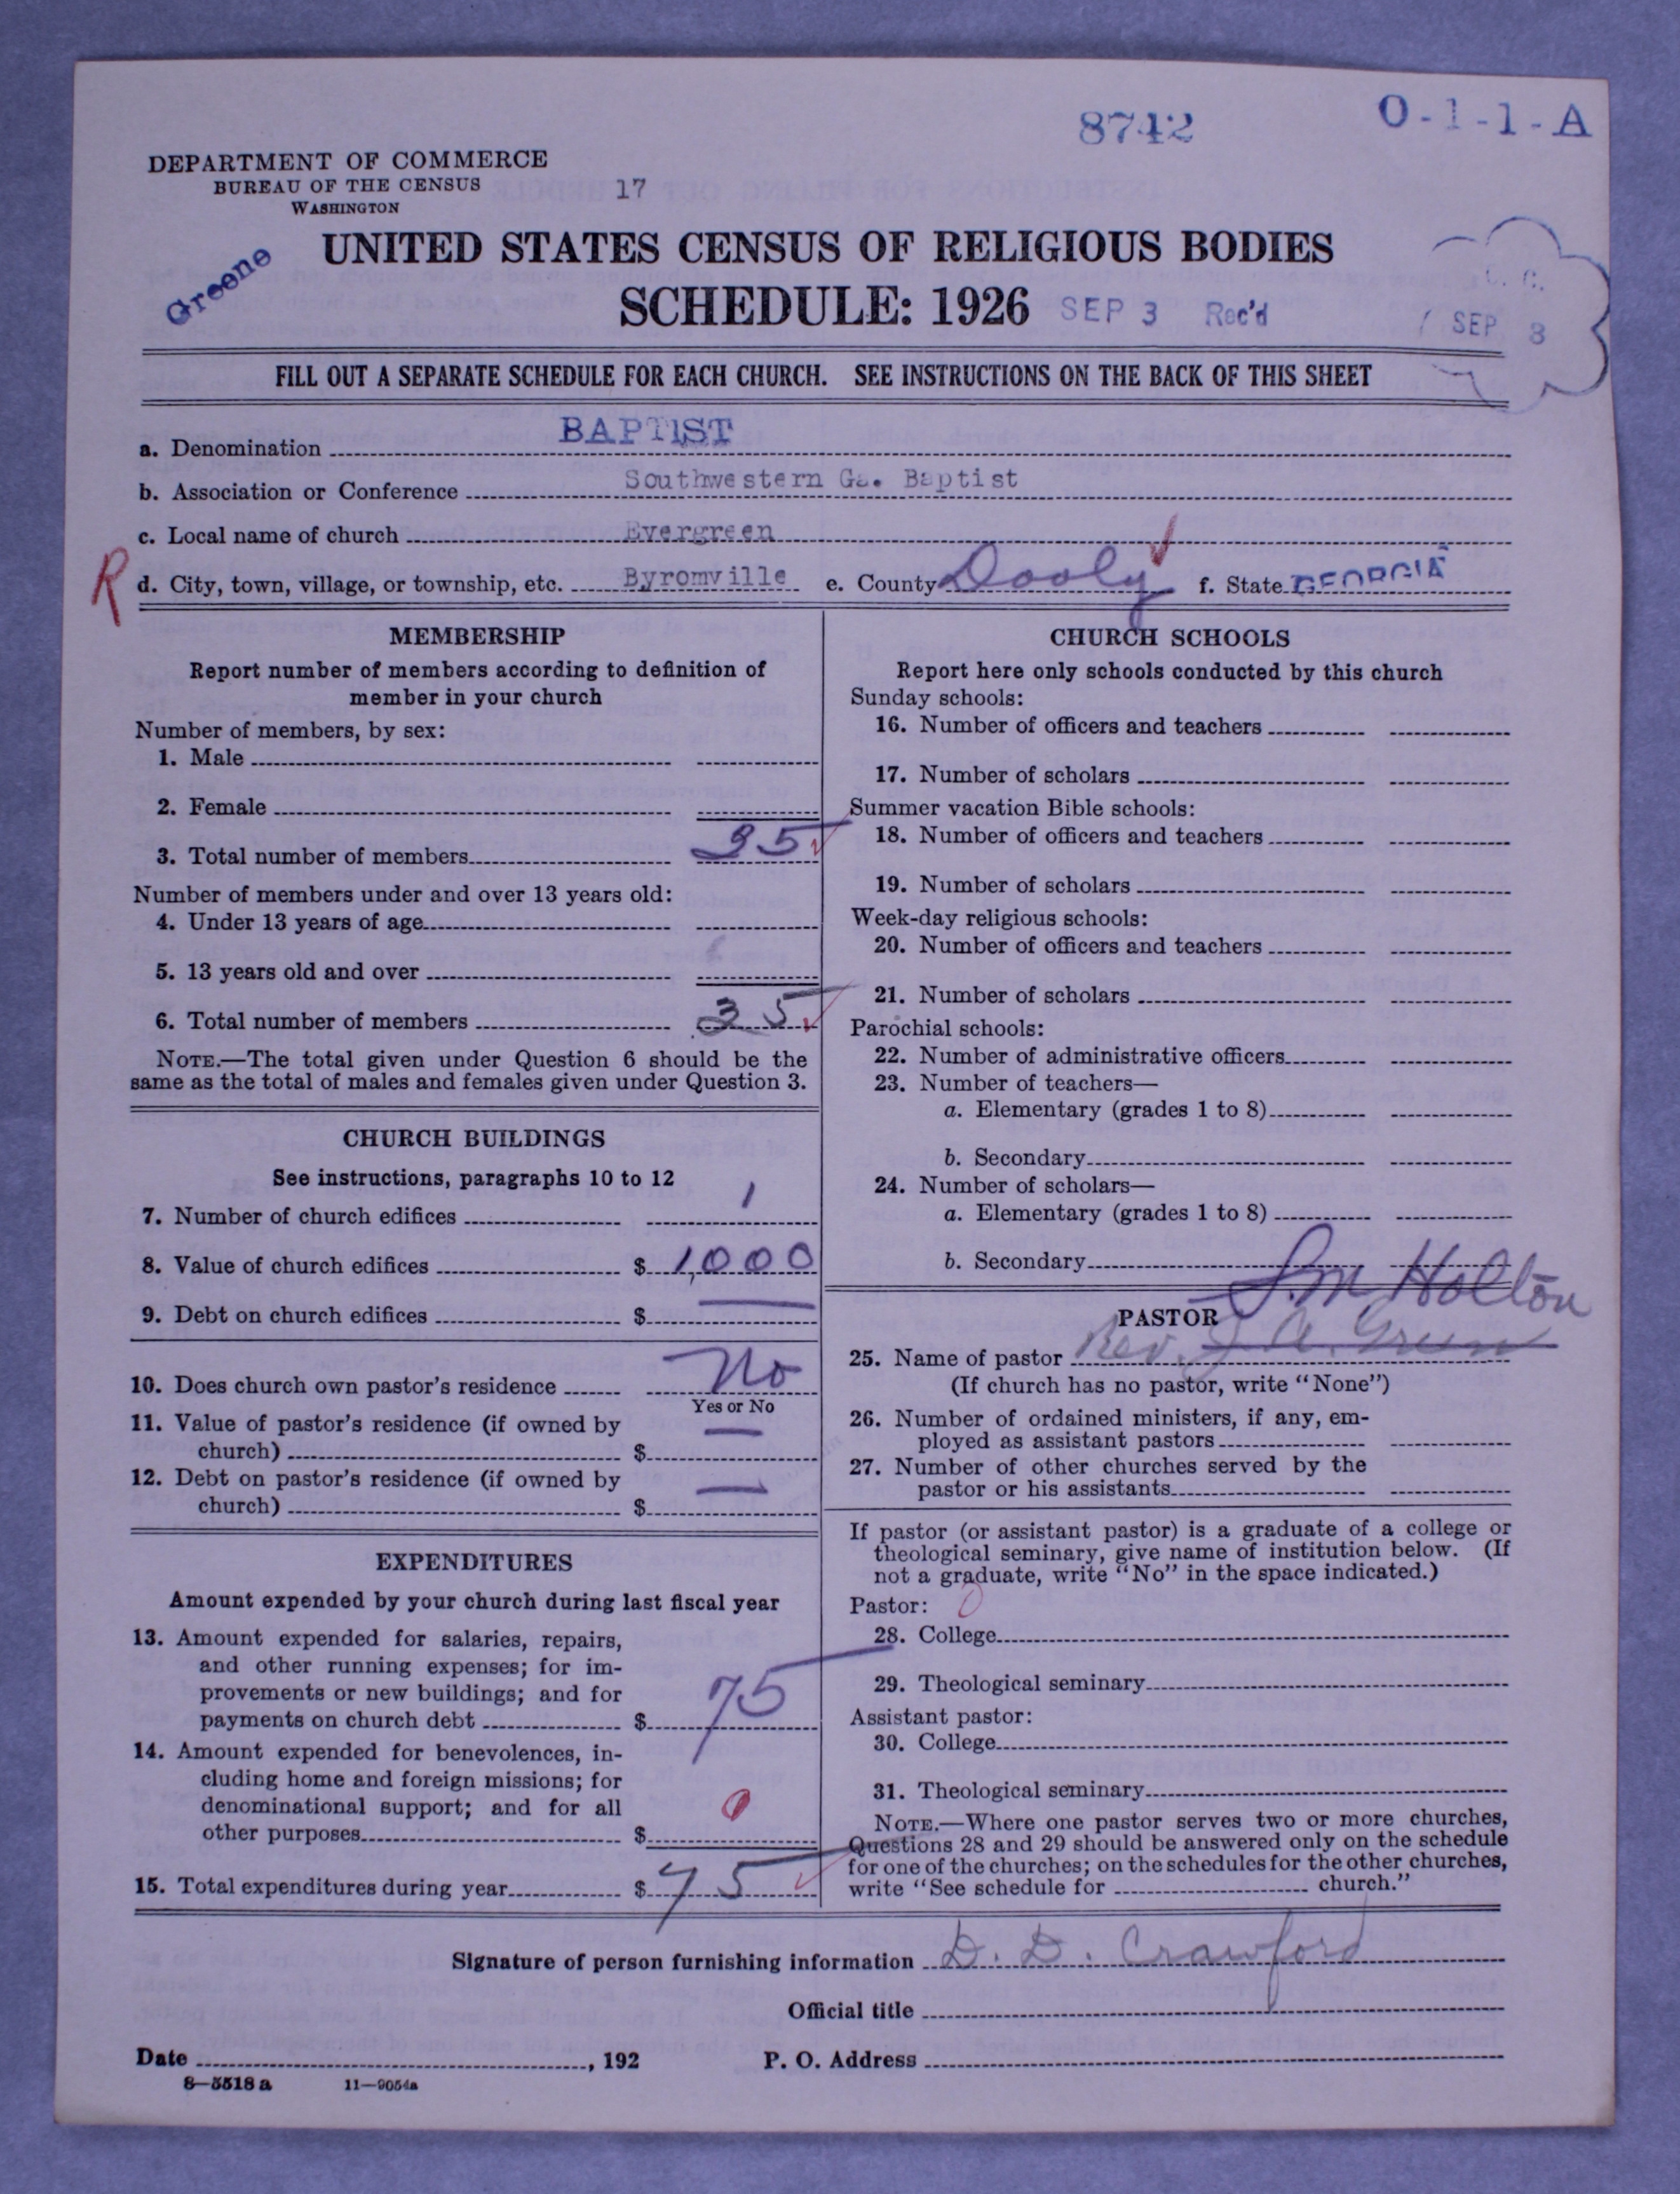 8742
O-1-1-A
DEPARTMENT OF COMMERCE
BUREAU OF THE CENSUS
WASHINGTON
17
Greene
UNITED STATES CENSUS OF RELIGIOUS BODIES
SCHEDULE: 1926
SEP 3 Rec'd
SEP 8
FILL OUT A SEPARATE SCHEDULE FOR EACH CHURCH. SEE INSTRUCTIONS ON THE BACK OF THIS SHEET
a. Denomination BAPTIST
b. Association or Conference Southwestern Ga. Baptist
c. Local name of church Evergreen
R
d. City, town, village, or township, etc. Byromville e. County Dooly f. State GEORGIA
MEMBERSHIP
Report number of members according to definition of
member in your church
Number of members, by sex:
1. Male
2. Female
3. Total number of members 35
Number of members under and over 13 years old:
4. Under 13 years of age
5. 13 years old and over
6. Total number of members 35
NOTE.—The total given under Question 6 should be the
same as the total of males and females given under Question 3.
CHURCH BUILDINGS
See instructions, paragraphs 10 to 12
7. Number of church edifices 1
8. Value of church edifices $ 1,000
9. Debt on church edifices $ —
10. Does church own pastor's residence No
Yes or No
11. Value of pastor's residence (if owned by
church) $ —
12. Debt on pastor's residence (if owned by
church) $ —
EXPENDITURES
Amount expended by your church during last fiscal year
13. Amount expended for salaries, repairs,
and other running expenses; for im-
provements or new buildings; and for
payments on church debt $ 75
14. Amount expended for benevolences, in-
cluding home and foreign missions; for
denominational support; and for all
other purposes $ 0
15. Total expenditures during year $ 75
CHURCH SCHOOLS
Report here only schools conducted by this church
Sunday schools:
16. Number of officers and teachers
17. Number of scholars
Summer vacation Bible schools:
18. Number of officers and teachers
19. Number of scholars
Week-day religious schools:
20. Number of officers and teachers
21. Number of scholars
Parochial schools:
22. Number of administrative officers
23. Number of teachers—
a. Elementary (grades 1 to 8)
b. Secondary
24. Number of scholars—
a. Elementary (grades 1 to 8)
b. Secondary
S.M Holton
PASTOR
25. Name of pastor Rev. J. A. Green
(If church has no pastor, write "None")
26. Number of ordained ministers, if any, em-
ployed as assistant pastors
27. Number of other churches served by the
pastor or his assistants
If pastor (or assistant pastor) is a graduate of a college or
theological seminary, give name of institution below. (If
not a graduate, write "No" in the space indicated.)
Pastor: 0
28. College
29. Theological seminary
Assistant pastor:
30. College
31. Theological seminary
NOTE.—Where one pastor serves two or more churches,
Questions 28 and 29 should be answered only on the schedule
for one of the churches; on the schedules for the other churches,
write "See schedule for church."
Signature of person furnishing information D. D. Crawford
Official title
Date , 192
P. O. Address
8—5518 a 11—9054a